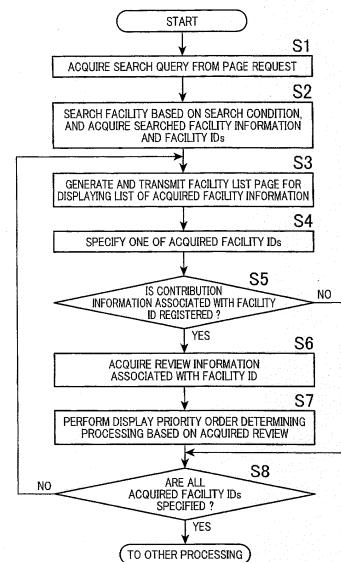 START
S1
ACQUIRE SEARCH QUERY FROM PAGE REQUEST
S2
SEARCH FACILITY BASED ON SEARCH CONDITION,
AND ACQUIRE SEARCHED FACILITY INFORMATION
AND FACILITY IDs
S3
GENERATE AND TRANSMIT FACILITY LIST PAGE FOR
DISPLAYING LIST OF ACQUIRED FACILITY INFORMATION
S4
SPECIFY ONE OF ACQUIRED FACILITY IDs
S5
IS CONTRIBUTION
INFORMATION ASSOCIATED WITH FACILITY
ID REGISTERED ?
NO
YES
S6
ACQUIRE REVIEW INFORMATION
ASSOCIATED WITH FACILITY ID
S7
PERFORM DISPLAY PRIORITY ORDER DETERMINING
PROCESSING BASED ON ACQUIRED REVIEW
S8
NO
ARE ALL
ACQUIRED FACILITY IDs
SPECIFIED ?
YES
TO OTHER PROCESSING